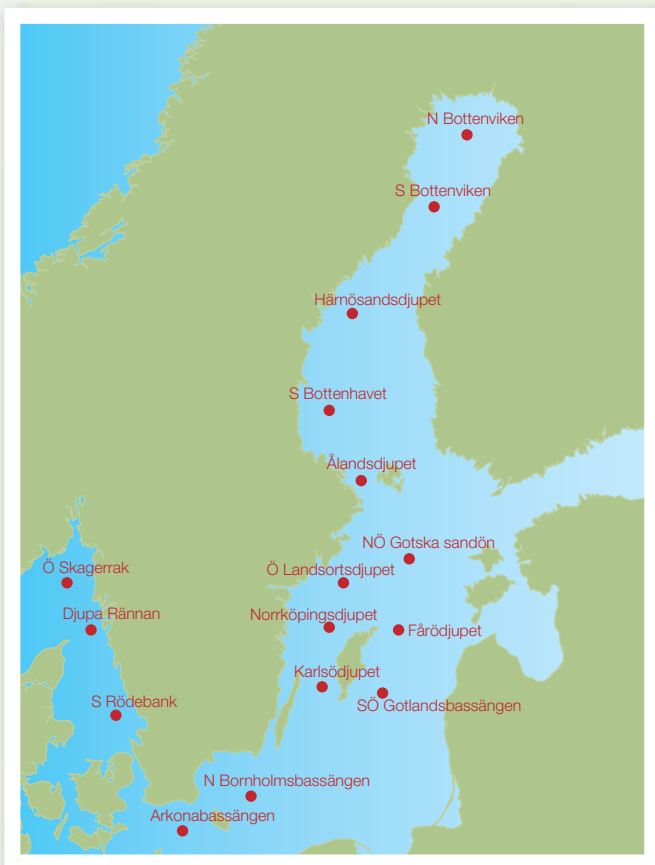 N Bottenviken
S Bottenviken
Härnösandsdjupet
S Bottenhavet
Ålandsdjupet
NÖ Gotska sandön
Ö Skagerrak
Ö Landsortsdjupet
Djupa Rännan
Norrköpingsdjupet
Fårödjupet
Karlsödjupet
S Rödebank
SÖ Gotlandsbassängen
N Bornholmsbassängen
Arkonabassängen